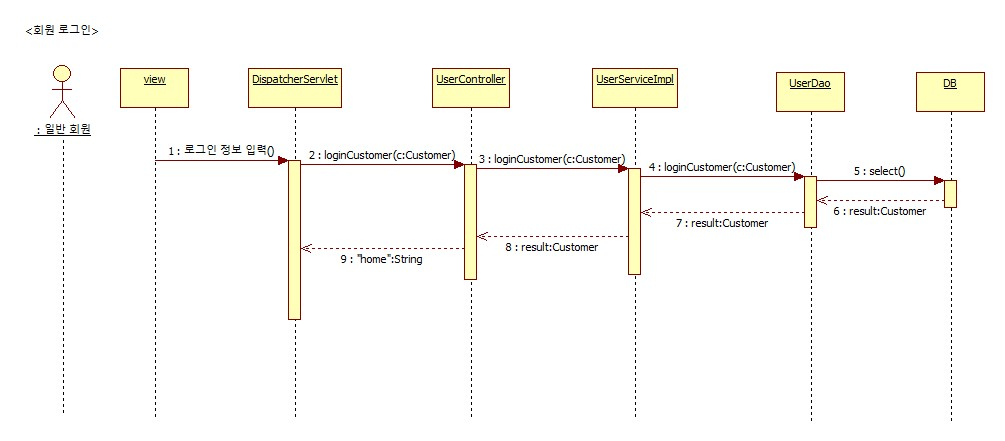 <회원 로그인>
view
DispatcherServlet
UserController
UserServiceImpl
UserDao
DB
: 일반 회원
1 : 로그인 정보 입력()
2 : loginCustomer(c:Customer)
3 : loginCustomer(c:Customer)
4 : loginCustomer(c:Customer)
5 : select()
6 : result:Customer
7 : result:Customer
8 : result:Customer
9 : "home":String